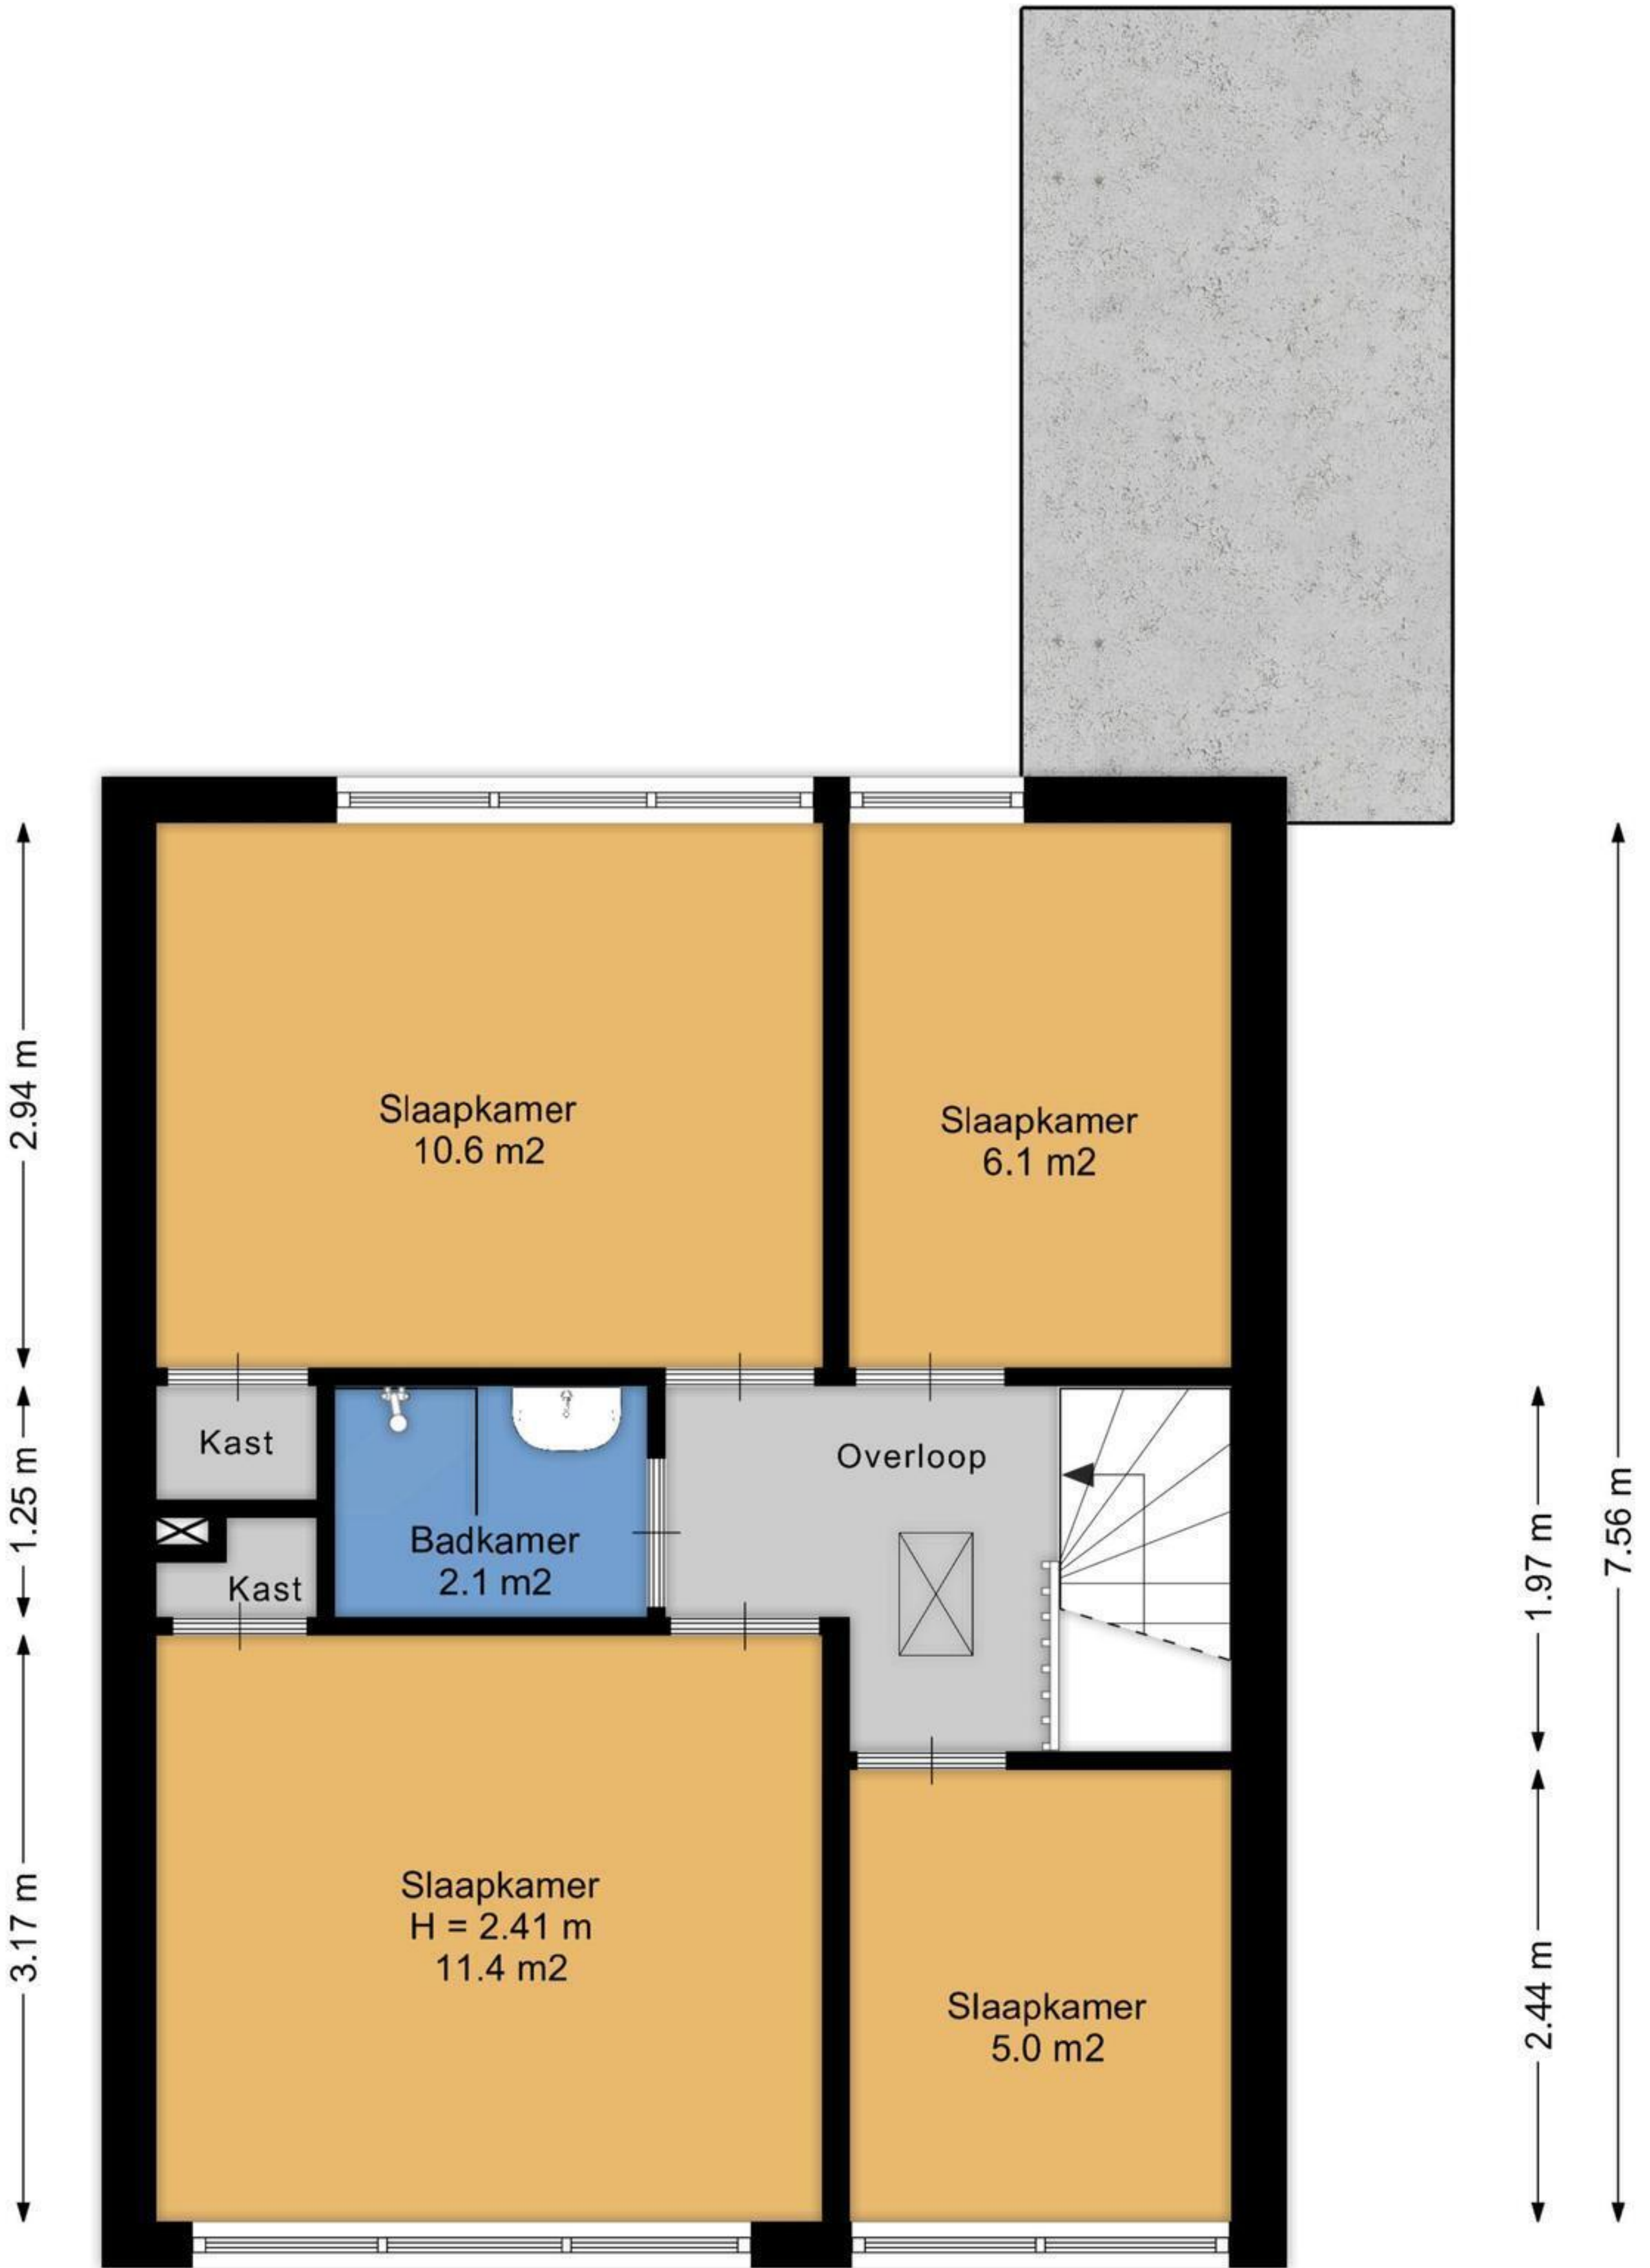 Slaapkamer
10.6 m2
Slaapkamer
6.1 m2
2.94 m
Kast
Overloop
1.25 m
Badkamer
2.1 m2
Kast
1.97 m
7.56 m
Slaapkamer
H = 2.41 m
11.4 m2
3.17 m
Slaapkamer
5.0 m2
2.44 m